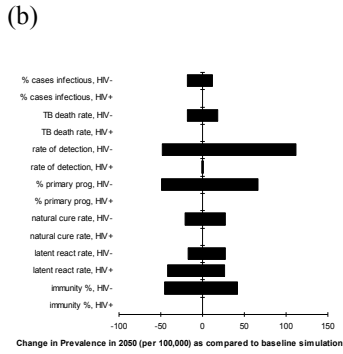 (b)
% cases infectious, HIV-
% cases infectious, HIV+
TB death rate, HIV-
TB death rate, HIV+
rate of detection, HIV-
rate of detection, HIV+
% primary prog, HIV-
% primary prog, HIV+
natural cure rate, HIV-
natural cure rate, HIV+
latent react rate, HIV-
latent react rate, HIV+
immunity %, HIV-
immunity %, HIV+
-100 -50 0 50 100 150
Change in Prevalence in 2050 (per 100,000) as compared to baseline simulation